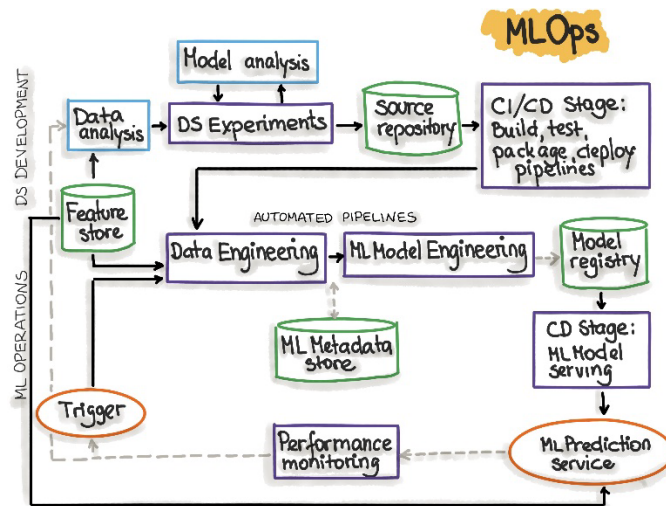 MLOps
Model analysis
Data
analysis
DS Experiments
Source
repository
CI/CD Stage:
Build, test,
package, deploy
pipelines
DS DEVELOPMENT
Feature
store
AUTOMATED PIPELINES
Data Engineering
ML Model Engineering
Model
registry
ML OPERATIONS
ML Metadata
store
CD Stage:
ML Model
serving
Trigger
Performance
monitoring
ML Prediction
service